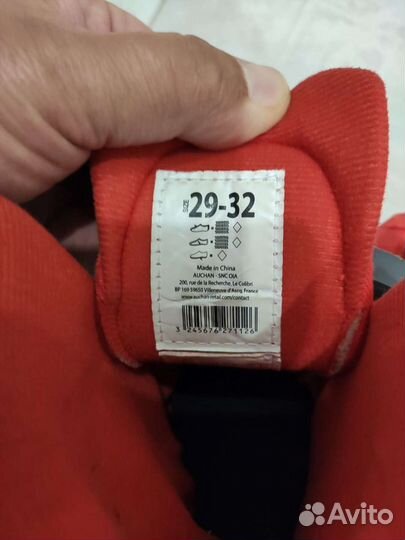 SIZE 29-32
Made in China
AUCHAN - SNC OIA
200, rue de la Recherche, Le Colibri
BP 169 59650 Villeneuve d'Ascq, France
www.auchan-retail.com/contact
3 245676 271126
Avito